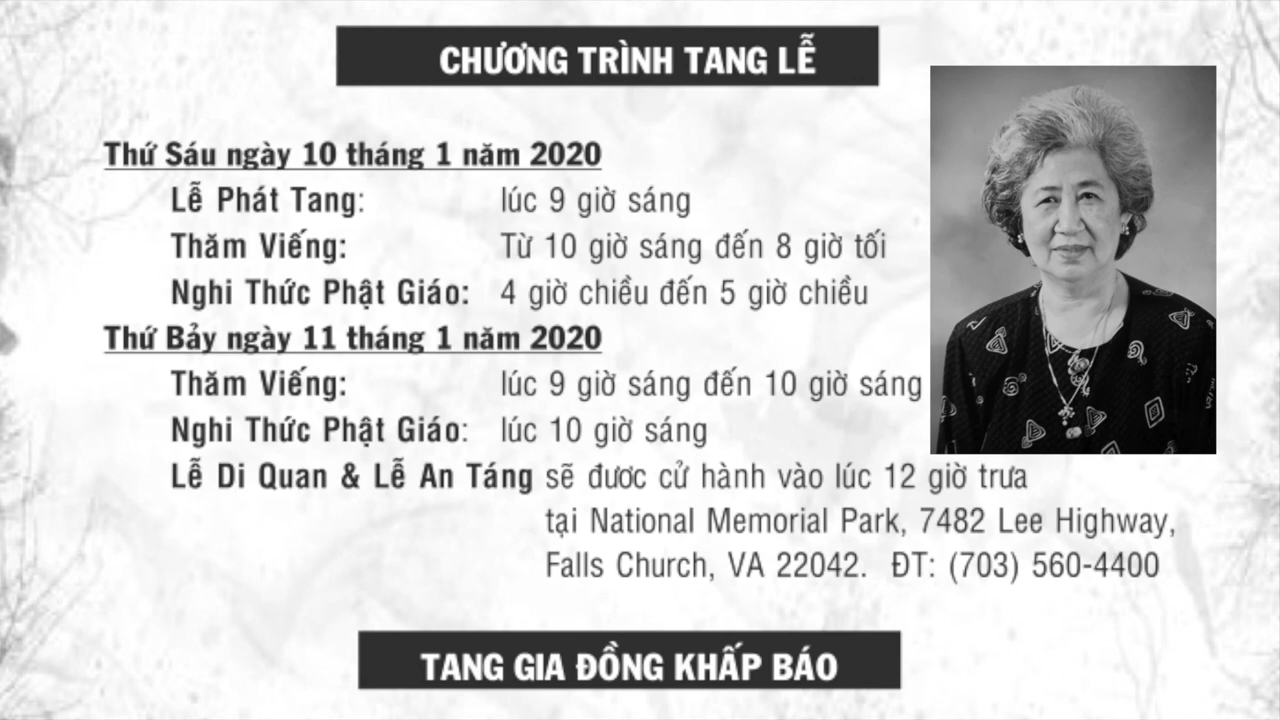 CHƯƠNG TRÌNH TANG LỄ
Thứ Sáu ngày 10 tháng 1 năm 2020
Lễ Phát Tang: lúc 9 giờ sáng
Thăm Viếng: Từ 10 giờ sáng đến 8 giờ tối
Nghi Thức Phật Giáo: 4 giờ chiều đến 5 giờ chiều
Thứ Bảy ngày 11 tháng 1 năm 2020
Thăm Viếng: lúc 9 giờ sáng đến 10 giờ sáng
Nghi Thức Phật Giáo: lúc 10 giờ sáng
Lễ Di Quan & Lễ An Táng sẽ đươc cử hành vào lúc 12 giờ trưa
tại National Memorial Park, 7482 Lee Highway,
Falls Church, VA 22042. ĐT: (703) 560-4400
TANG GIA ĐỒNG KHẤP BÁO